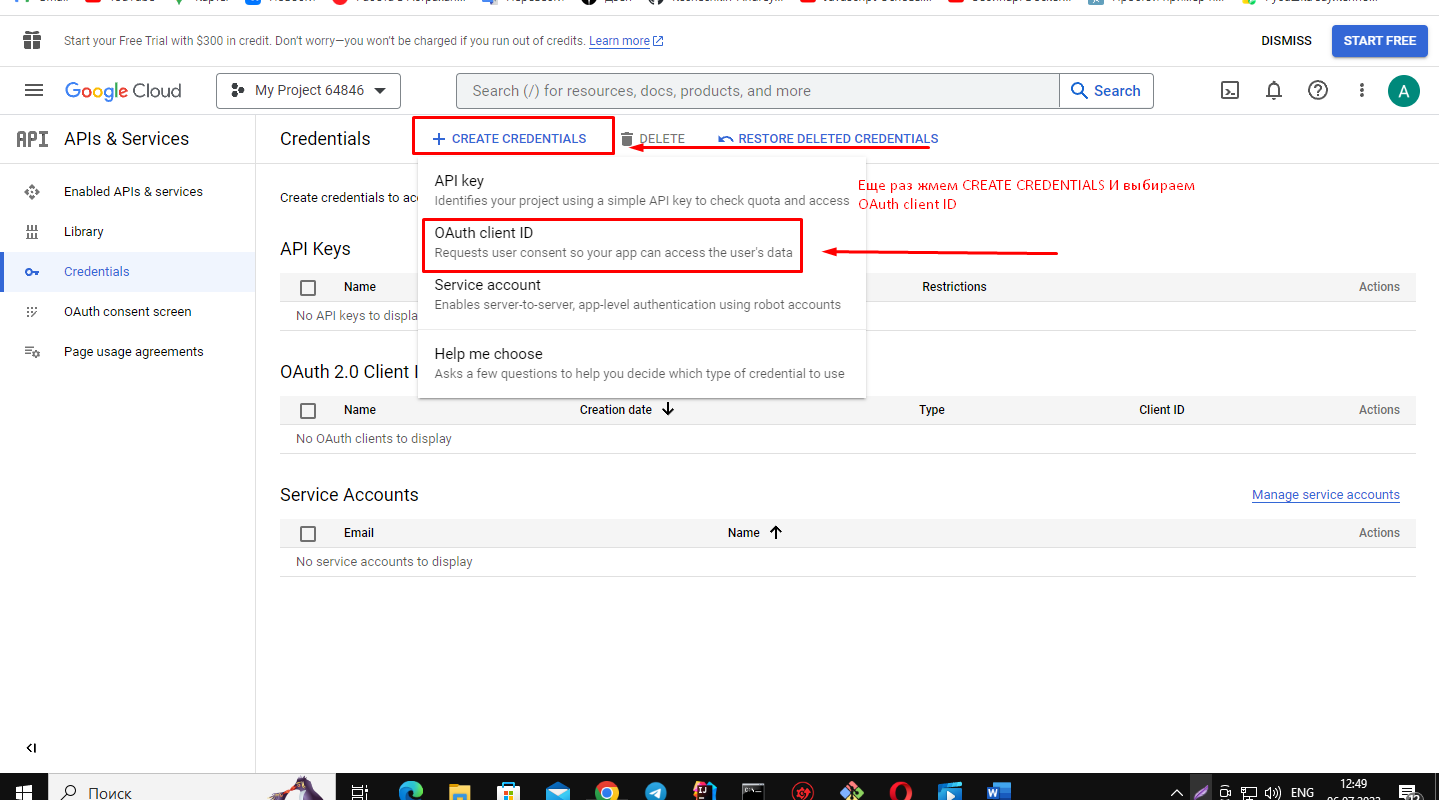 Start your Free Trial with $300 in credit. Don't worry—you won't be charged if you run out of credits. Learn more
DISMISS
START FREE
Google Cloud
My Project 64846
Search (/) for resources, docs, products, and more
Search
A
API
APIs & Services
Credentials
CREATE CREDENTIALS
DELETE
RESTORE DELETED CREDENTIALS
Enabled APIs & services
Library
Credentials
OAuth consent screen
Page usage agreements
Create credentials to acc
API key
Identifies your project using a simple API key to check quota and access
OAuth client ID
Requests user consent so your app can access the user's data
Service account
Enables server-to-server, app-level authentication using robot accounts
Help me choose
Asks a few questions to help you decide which type of credential to use
Еще раз жмем CREATE CREDENTIALS И выбираем
OAuth client ID
API Keys
Name
Restrictions
Actions
No API keys to displa
OAuth 2.0 Client I
Name
Creation date
Type
Client ID
Actions
No OAuth clients to display
Service Accounts
Manage service accounts
Email
Name
Actions
No service accounts to display
Поиск
ENG
12:49